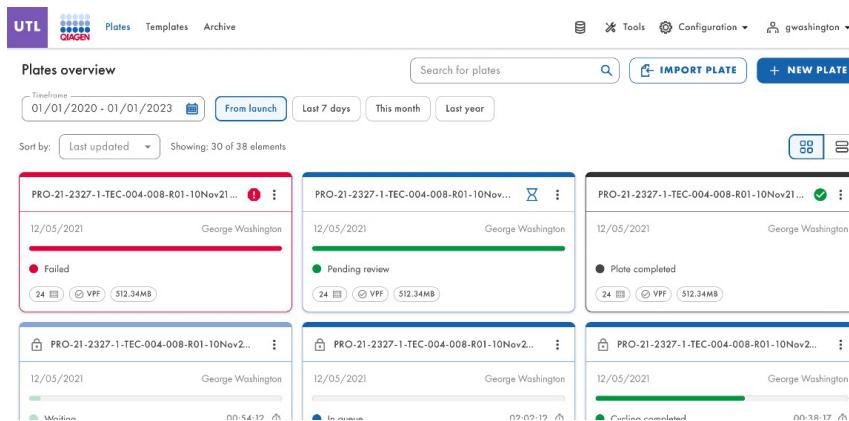 UTL QIAGEN Plates Templates Archive Tools Configuration gwashington
Plates overview Search for plates IMPORT PLATE + NEW PLATE
Timeframe
01/01/2020 - 01/01/2023 From launch Last 7 days This month Last year
Sort by: Last updated Showing: 30 of 38 elements
PRO-21-2327-1-TEC-004-008-R01-10Nov21... PRO-21-2327-1-TEC-004-008-R01-10Nov... PRO-21-2327-1-TEC-004-008-R01-10Nov21...
12/05/2021 George Washington 12/05/2021 George Washington 12/05/2021 George Washington
Failed Pending review Plate completed
24 VPF 512.34MB 24 VPF 512.34MB 24 VPF 512.34MB
PRO-21-2327-1-TEC-004-008-R01-10Nov2... PRO-21-2327-1-TEC-004-008-R01-10Nov2... PRO-21-2327-1-TEC-004-008-R01-10Nov2...
12/05/2021 George Washington 12/05/2021 George Washington 12/05/2021 George Washington
Waiting 00:54:12 In queue 02:02:12 Cycling completed 00:38:17